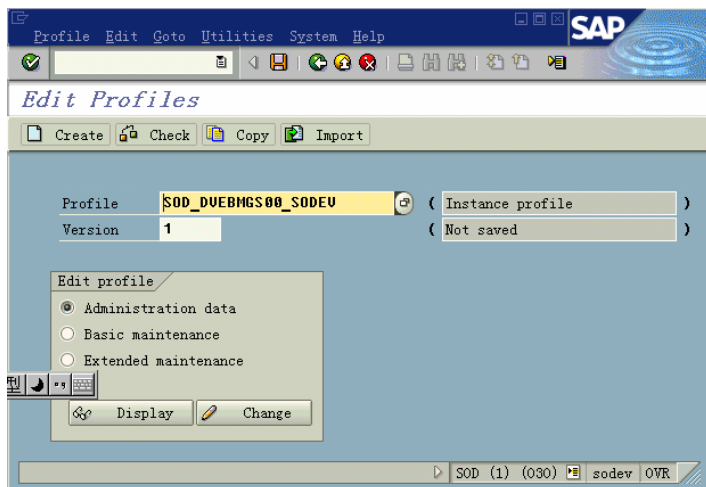 Profile Edit Goto Utilities System Help
SAP
Edit Profiles
Create Check Copy Import
Profile SOD_DVEBMGS00_SODEV ( Instance profile )
Version 1 ( Not saved )
Edit profile
Administration data
Basic maintenance
Extended maintenance
型
Display Change
SOD (1) (030) sodev OVR